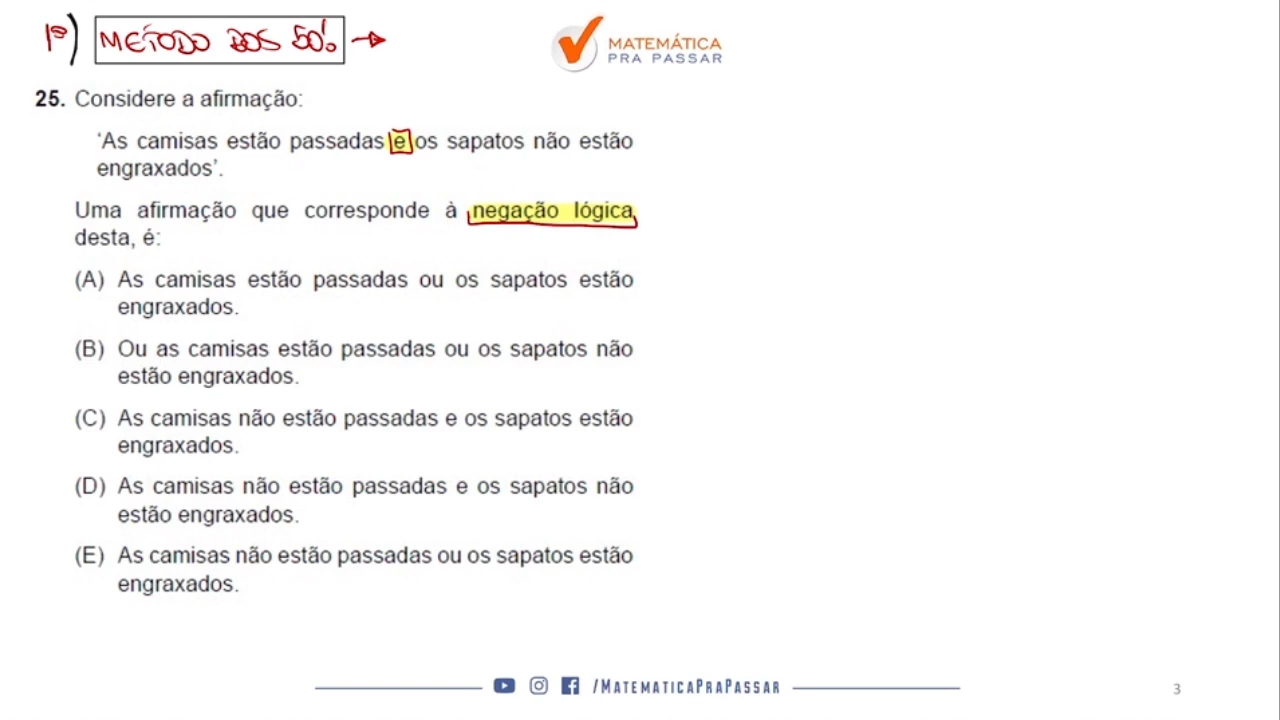 1º) MÉTODO DOS 50% →
MATEMÁTICA
PRA PASSAR
25. Considere a afirmação:
‘As camisas estão passadas e os sapatos não estão
engraxados’.
Uma afirmação que corresponde à negação lógica
desta, é:
(A) As camisas estão passadas ou os sapatos estão
engraxados.
(B) Ou as camisas estão passadas ou os sapatos não
estão engraxados.
(C) As camisas não estão passadas e os sapatos estão
engraxados.
(D) As camisas não estão passadas e os sapatos não
estão engraxados.
(E) As camisas não estão passadas ou os sapatos estão
engraxados.
/MATEMATICAPRAPASSAR
3